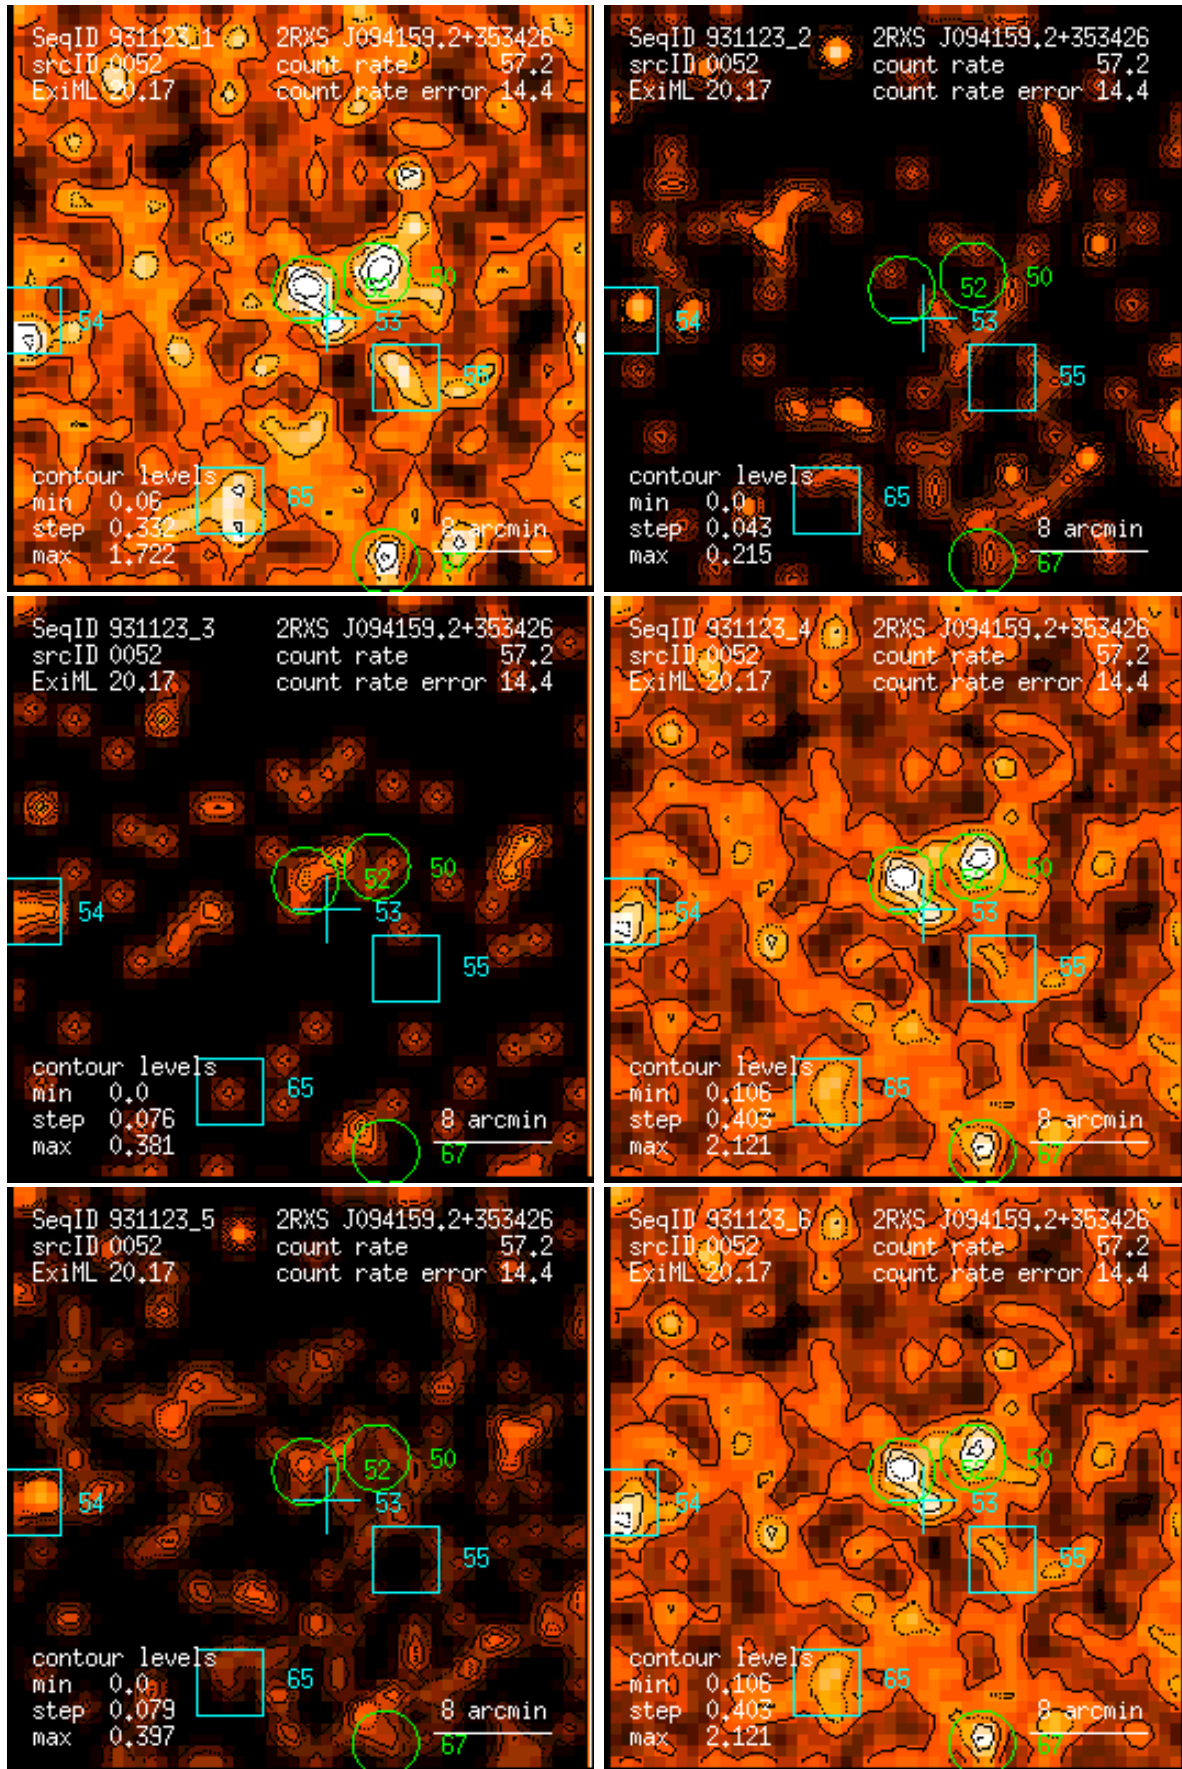 SeqID 931123_1 2RXS J094159.2+353426
srcID 0052 count rate 57.2
ExiML 20.17 count rate error 14.4
50
52
54 53
55
contour levels
min 0.06 65
step 0.332 8 arcmin
max 1.722 67
SeqID 931123_2 2RXS J094159.2+353426
srcID 0052 count rate 57.2
ExiML 20.17 count rate error 14.4
50
52
54 53
55
contour levels
min 0.0 65
step 0.043 8 arcmin
max 0.215 67
SeqID 931123_3 2RXS J094159.2+353426
srcID 0052 count rate 57.2
ExiML 20.17 count rate error 14.4
50
52
54 53
55
contour levels
min 0.0 65
step 0.076 8 arcmin
max 0.381 67
SeqID 931123_4 2RXS J094159.2+353426
srcID 0052 count rate 57.2
ExiML 20.17 count rate error 14.4
50
52
54 53
55
contour levels
min 0.106 65
step 0.403 8 arcmin
max 2.121 67
SeqID 931123_5 2RXS J094159.2+353426
srcID 0052 count rate 57.2
ExiML 20.17 count rate error 14.4
50
52
54 53
55
contour levels
min 0.0 65
step 0.079 8 arcmin
max 0.397 67
SeqID 931123_6 2RXS J094159.2+353426
srcID 0052 count rate 57.2
ExiML 20.17 count rate error 14.4
50
52
54 53
55
contour levels
min 0.106 65
step 0.403 8 arcmin
max 2.121 67